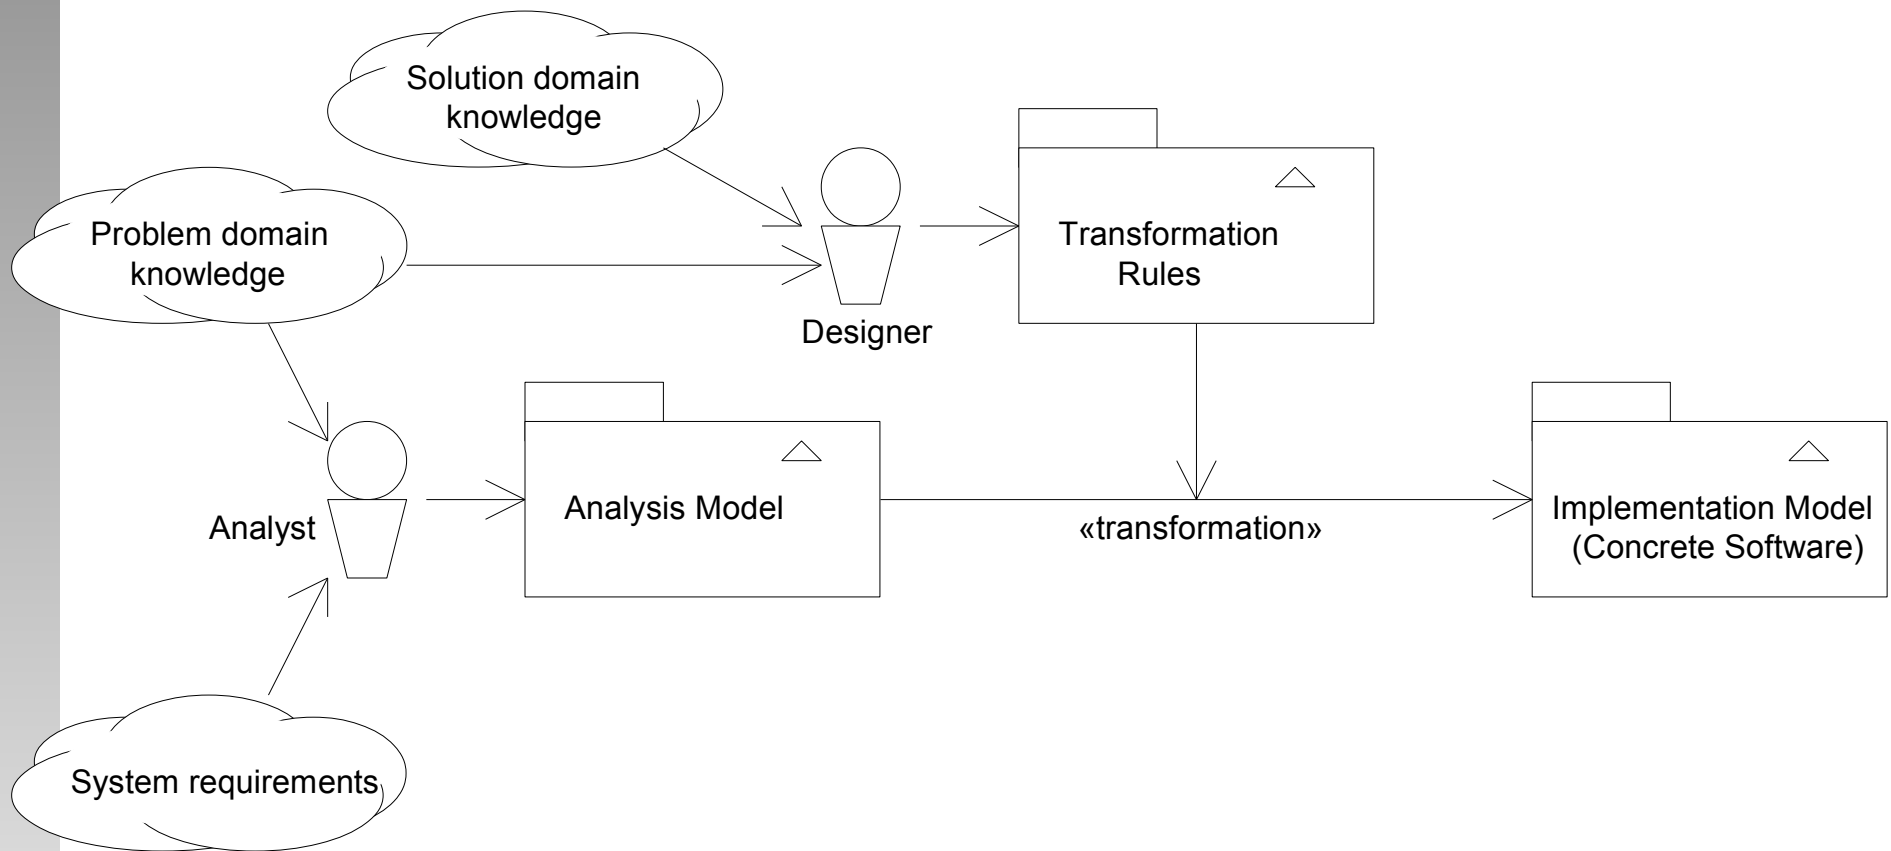 Solution domain
knowledge
Problem domain
knowledge
Transformation
Rules
Designer
Analyst
Analysis Model
«transformation»
Implementation Model
(Concrete Software)
System requirements